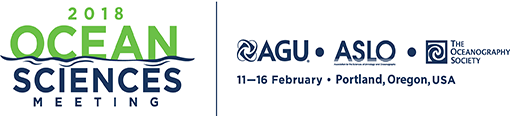 2018
OCEAN
SCIENCES
MEETING
AGU • ASLO • THE OCEANOGRAPHY SOCIETY
11–16 February • Portland, Oregon, USA